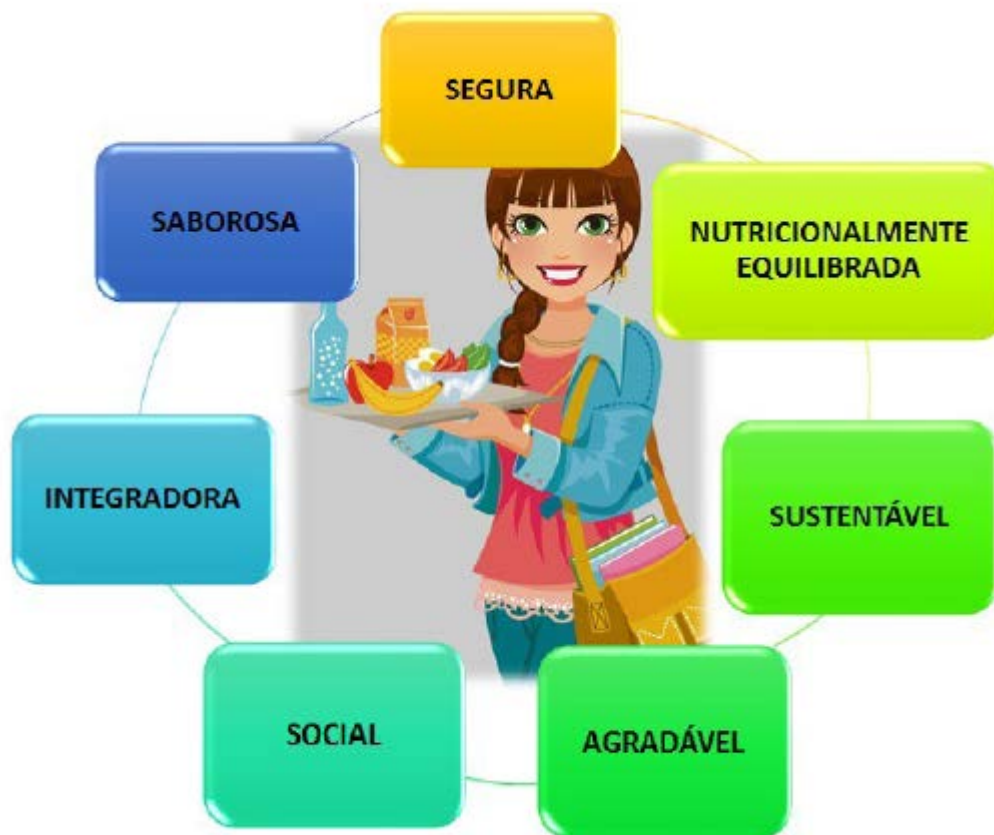 SEGURA
NUTRICIONALMENTE
EQUILIBRADA
SUSTENTÁVEL
AGRADÁVEL
SOCIAL
INTEGRADORA
SABOROSA